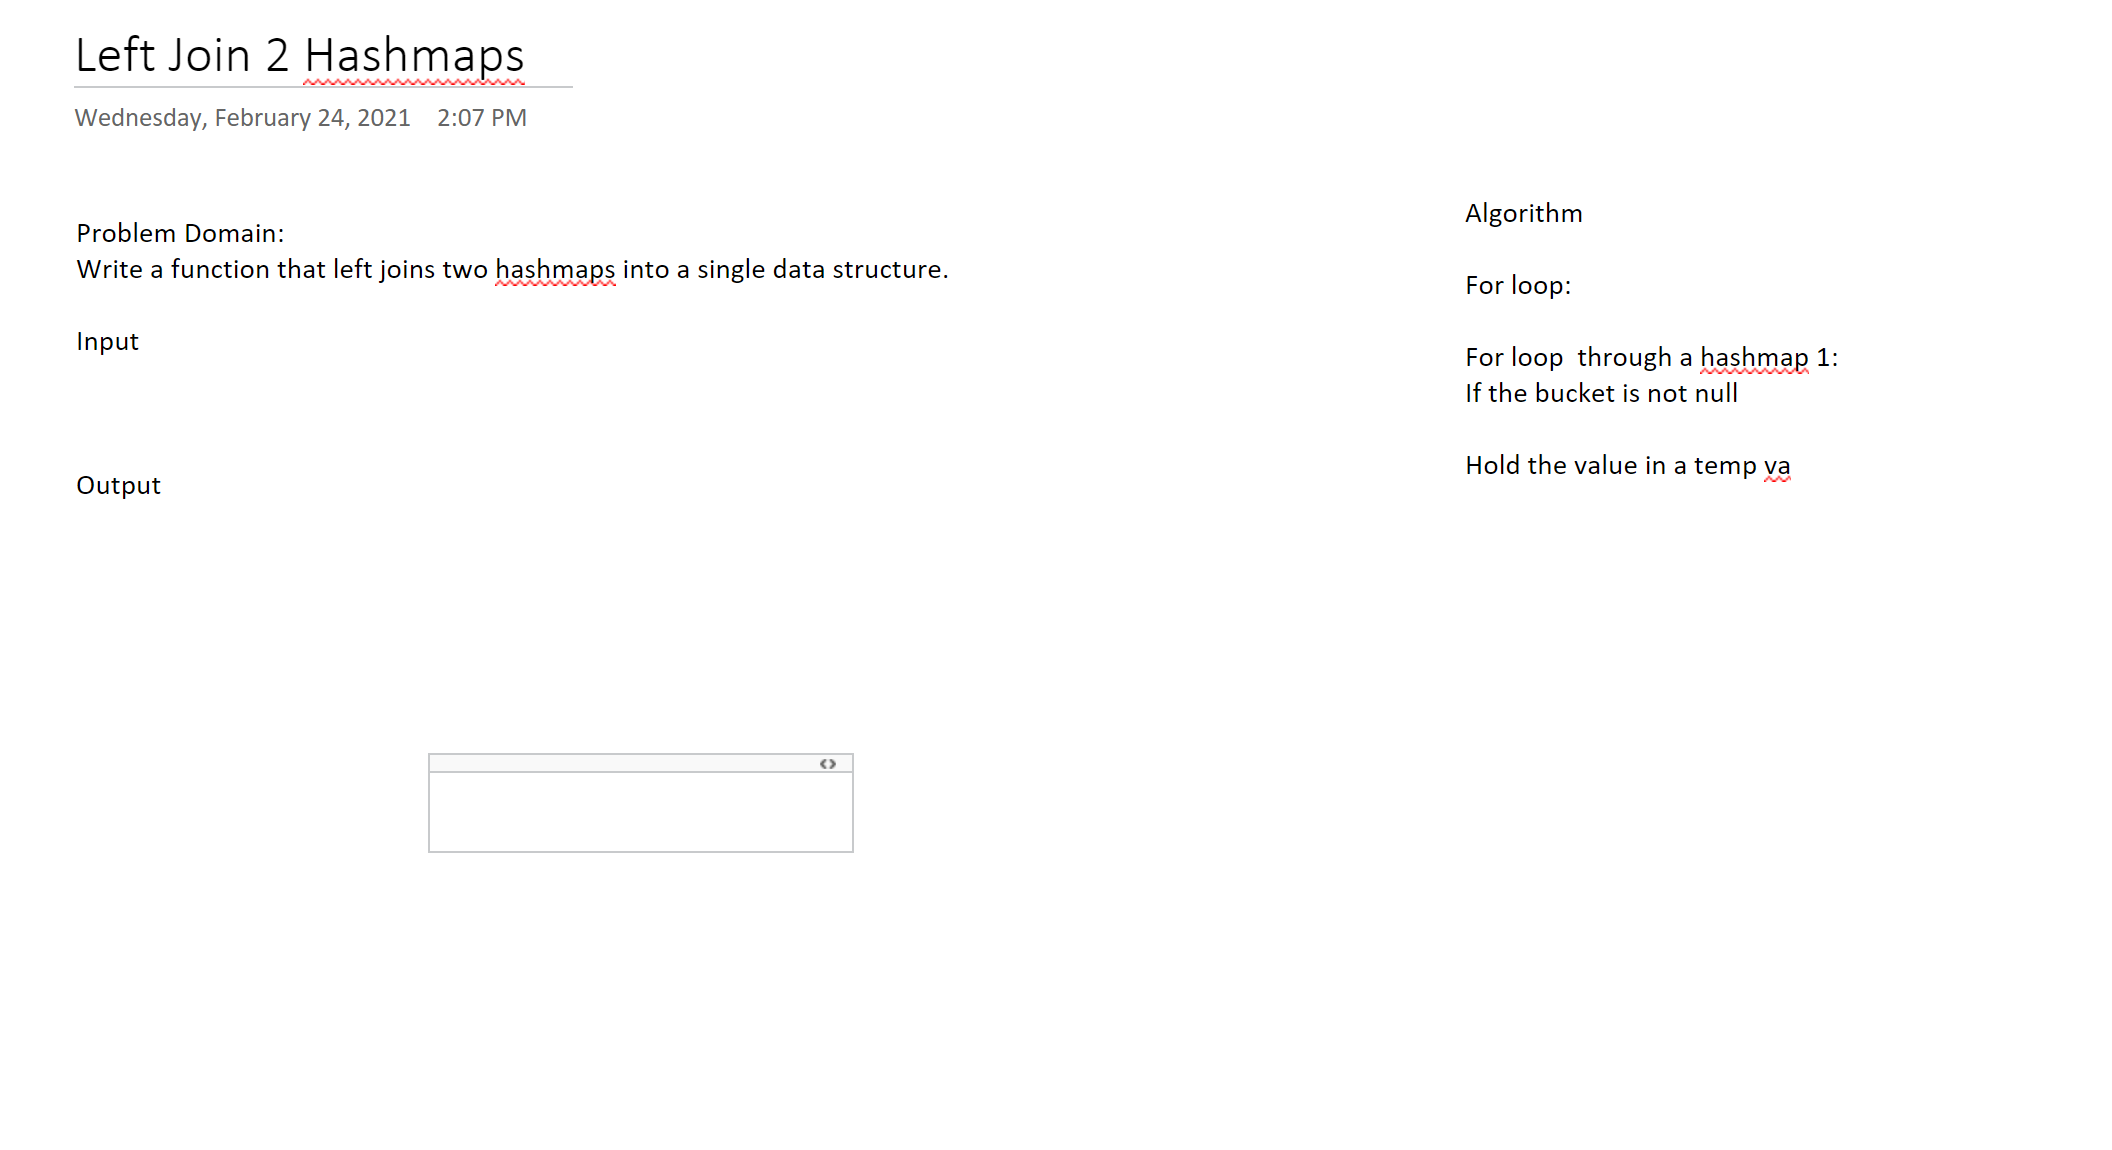 Left Join 2 Hashmaps
Wednesday, February 24, 2021 2:07 PM
Problem Domain:
Write a function that left joins two hashmaps into a single data structure.
Input
Output
Algorithm
For loop:
For loop  through a hashmap 1:
If the bucket is not null
Hold the value in a temp va